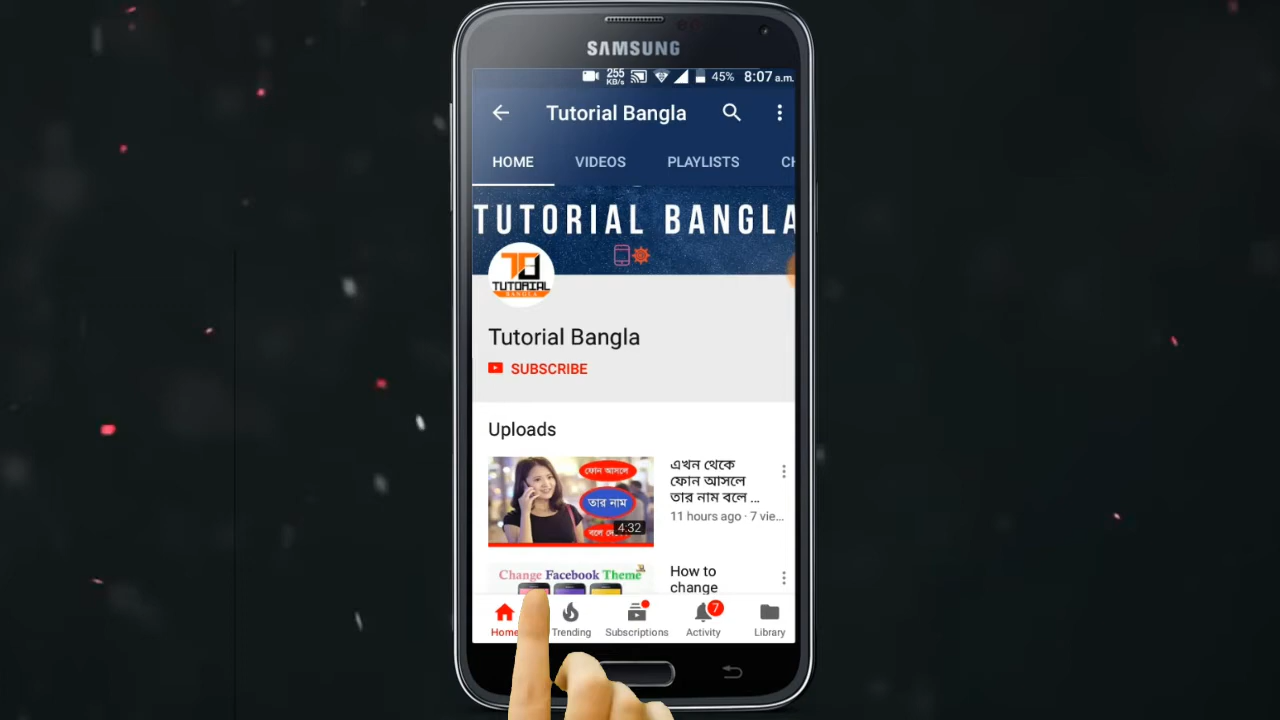 SAMSUNG
255
KB/s
45%
8:07 a.m.
Tutorial Bangla
HOME
VIDEOS
PLAYLISTS
CH
TUTORIAL BANGLA
TUTORIAL
BANGLA
Tutorial Bangla
SUBSCRIBE
Uploads
ফোন আসলে
তার নাম
4:32
এখন থেকে
ফোন আসলে
তার নাম বলে ...
11 hours ago · 7 vie...
Change Facebook Theme
How to
change
Home
Trending
Subscriptions
7
Activity
Library